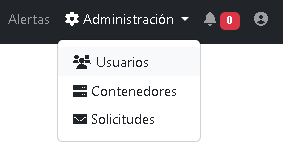 Alertas Administración 0
Usuarios
Contenedores
Solicitudes